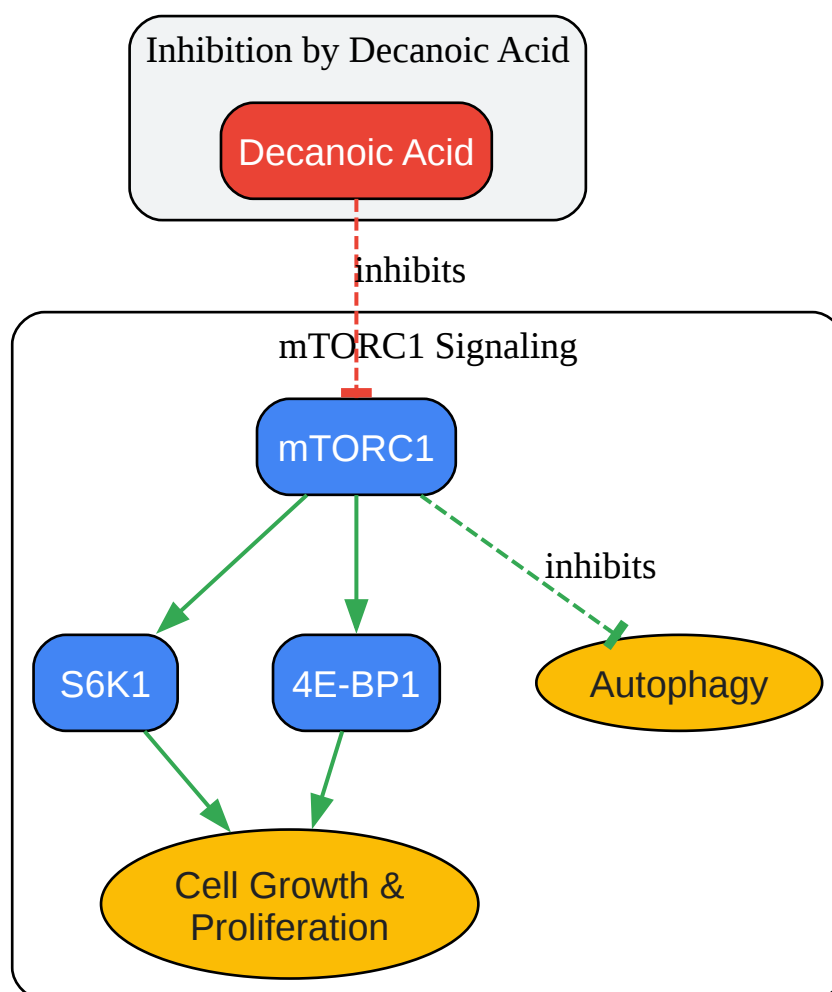 Inhibition by Decanoic Acid
Decanoic Acid
inhibits
mTORC1 Signaling
mTORC1
inhibits
S6K1
4E-BP1
Autophagy
Cell Growth &
Proliferation